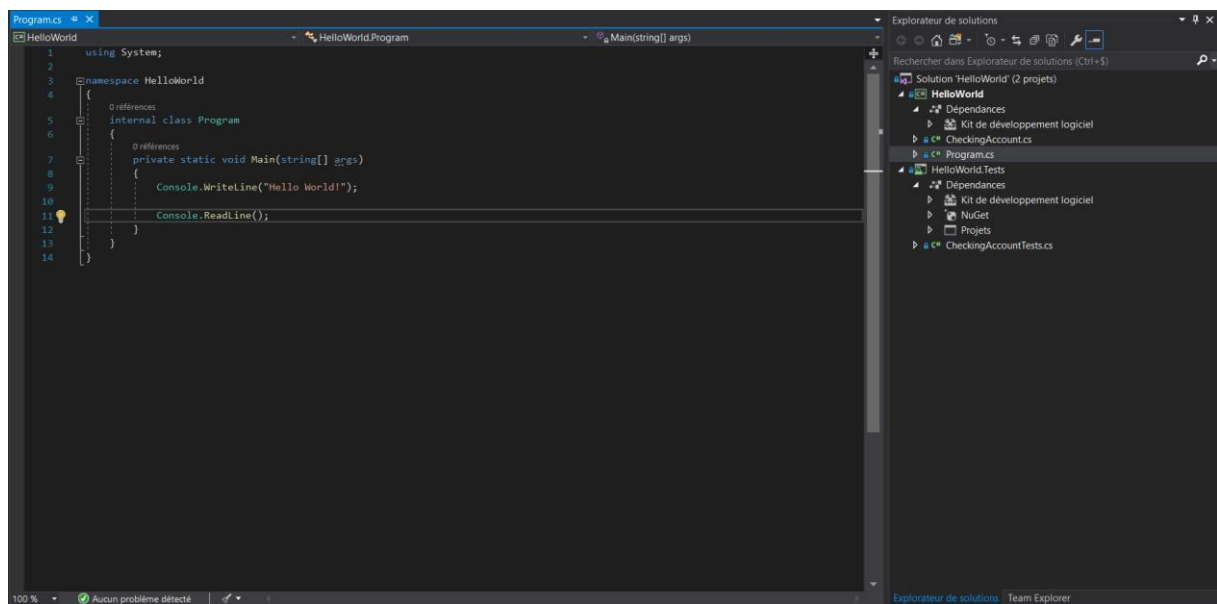 Program.cs
HelloWorld
HelloWorld.Program
Main(string[] args)
1 using System;
2
3 namespace HelloWorld
4 {
0 références
5 internal class Program
6 {
0 références
7 private static void Main(string[] args)
8 {
9 Console.WriteLine("Hello World!");
10
11 Console.ReadLine();
12 }
13 }
14 }
100 %
Aucun problème détecté
Explorateur de solutions
Rechercher dans Explorateur de solutions (Ctrl+$)
Solution 'HelloWorld' (2 projets)
C# HelloWorld
Dépendances
Kit de développement logiciel
C# CheckingAccount.cs
C# Program.cs
HelloWorld.Tests
Dépendances
Kit de développement logiciel
NuGet
Projets
C# CheckingAccountTests.cs
Explorateur de solutions
Team Explorer